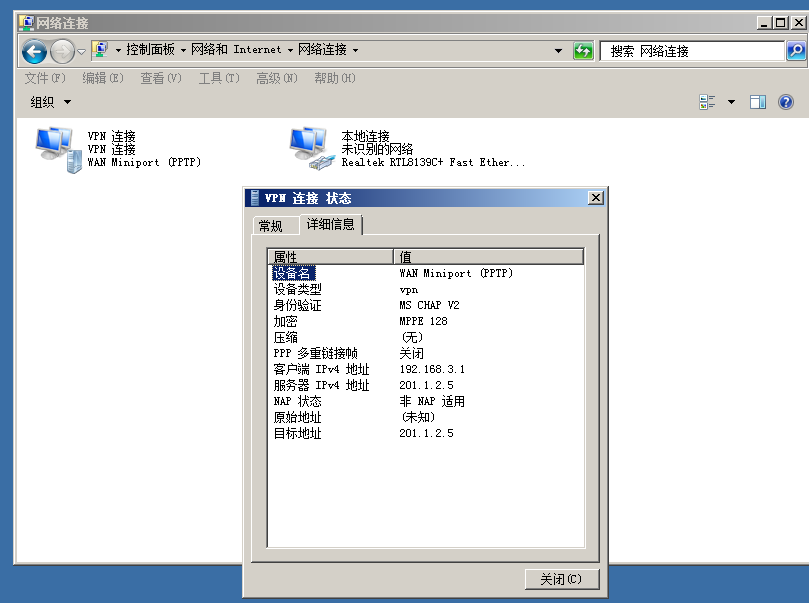 网络连接
控制面板 网络和 Internet 网络连接
搜索 网络连接
文件(F) 编辑(E) 查看(V) 工具(T) 高级(N) 帮助(H)
组织
VPN 连接
VPN 连接
WAN Miniport (PPTP)
本地连接
未识别的网络
Realtek RTL8139C+ Fast Ether...
VPN 连接 状态
常规 详细信息
属性 值
设备名 WAN Miniport (PPTP)
设备类型 vpn
身份验证 MS CHAP V2
加密 MPPE 128
压缩 (无)
PPP 多重链接帧 关闭
客户端 IPv4 地址 192.168.3.1
服务器 IPv4 地址 201.1.2.5
NAP 状态 非 NAP 适用
原始地址 (未知)
目标地址 201.1.2.5
关闭(C)